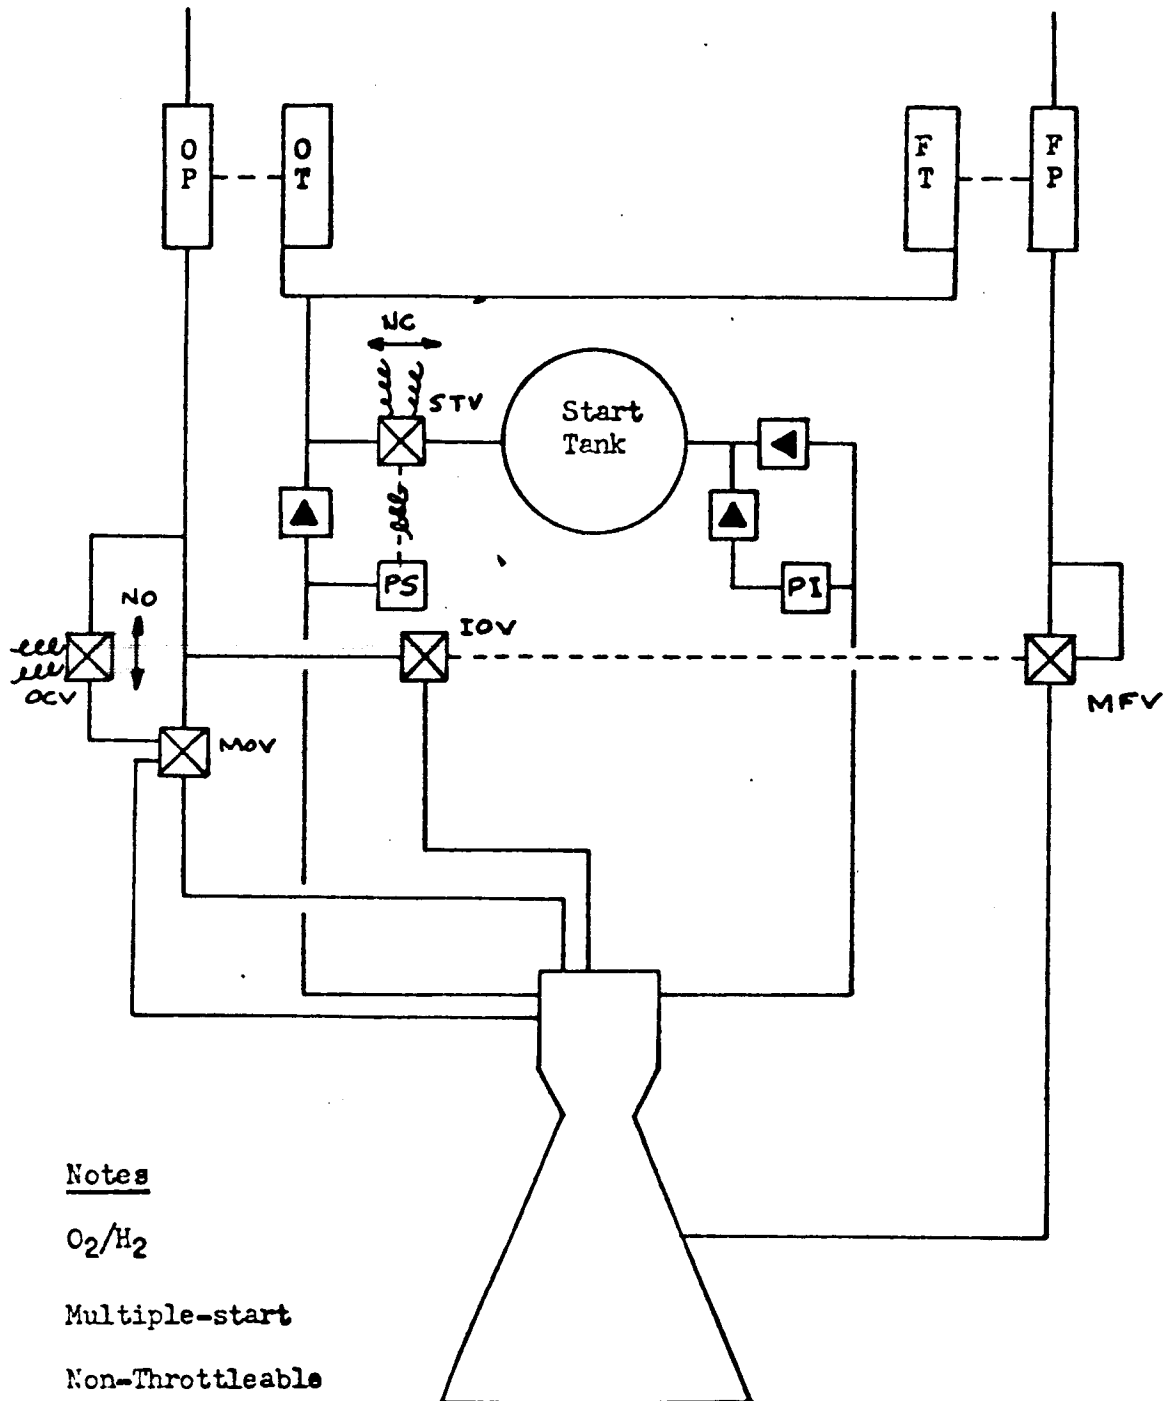 O
P
O
T
F
T
F
P
NC
STV
Start
Tank
PS
PI
NO
IOV
OCV
MOV
MFV
Notes
O2/H2
Multiple-start
Non-Throttleable